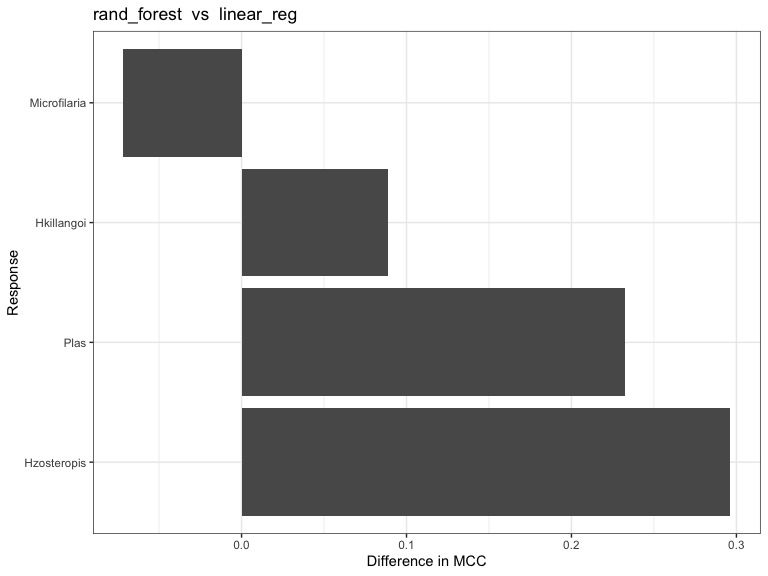 rand_forest  vs  linear_reg
Response
Microfilaria
Hkillangoi
Plas
Hzosteropis
0.0
0.1
0.2
0.3
Difference in MCC